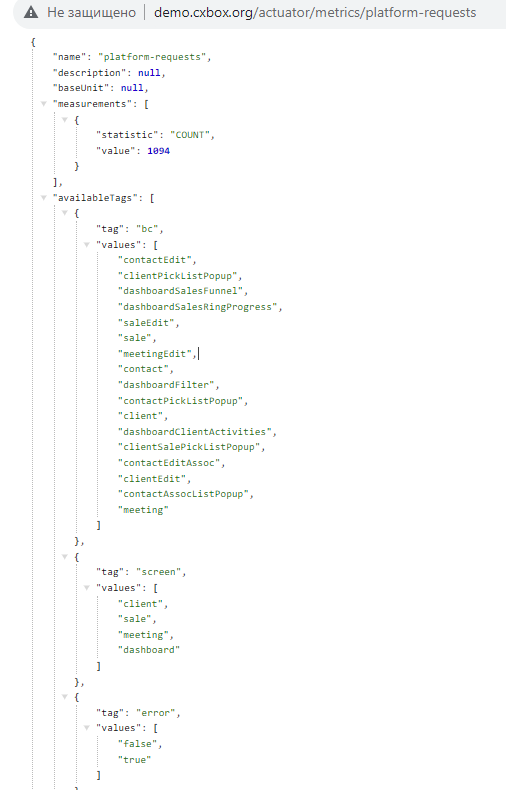 Не защищено | demo.cxbox.org/actuator/metrics/platform-requests
{
"name": "platform-requests",
"description": null,
"baseUnit": null,
"measurements": [
{
"statistic": "COUNT",
"value": 1094
}
],
"availableTags": [
{
"tag": "bc",
"values": [
"contactEdit",
"clientPickListPopup",
"dashboardSalesFunnel",
"dashboardSalesRingProgress",
"saleEdit",
"sale",
"meetingEdit",
"contact",
"dashboardFilter",
"contactPickListPopup",
"client",
"dashboardClientActivities",
"clientSalePickListPopup",
"contactEditAssoc",
"clientEdit",
"contactAssocListPopup",
"meeting"
]
},
{
"tag": "screen",
"values": [
"client",
"sale",
"meeting",
"dashboard"
]
},
{
"tag": "error",
"values": [
"false",
"true"
]